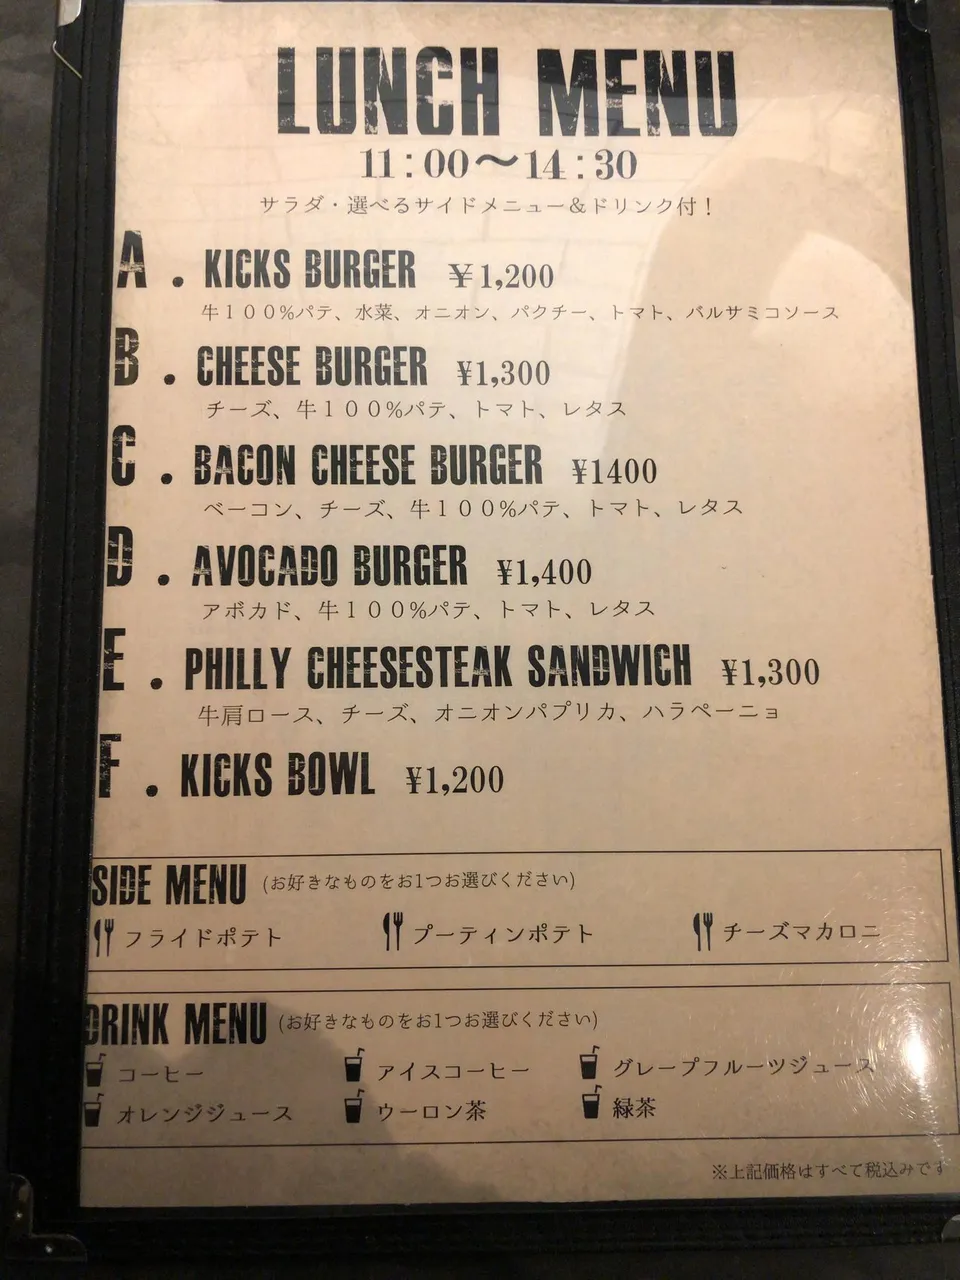 LUNCH MENU
11：00〜14：30
サラダ・選べるサイドメニュー＆ドリンク付！
A . KICKS BURGER ￥1,200
牛１００％パテ、水菜、オニオン、パクチー、トマト、バルサミコソース
B . CHEESE BURGER ¥1,300
チーズ、牛１００％パテ、トマト、レタス
C . BACON CHEESE BURGER ¥1400
ベーコン、チーズ、牛１００％パテ、トマト、レタス
D . AVOCADO BURGER ¥1,400
アボカド、牛１００％パテ、トマト、レタス
E . PHILLY CHEESESTEAK SANDWICH ¥1,300
牛肩ロース、チーズ、オニオンパプリカ、ハラペーニョ
F . KICKS BOWL ¥1,200
SIDE MENU (お好きなものをお1つお選びください)
フライドポテト プーティンポテト チーズマカロニ
DRINK MENU (お好きなものをお1つお選びください)
コーヒー アイスコーヒー グレープフルーツジュース
オレンジジュース ウーロン茶 緑茶
※上記価格はすべて税込みです